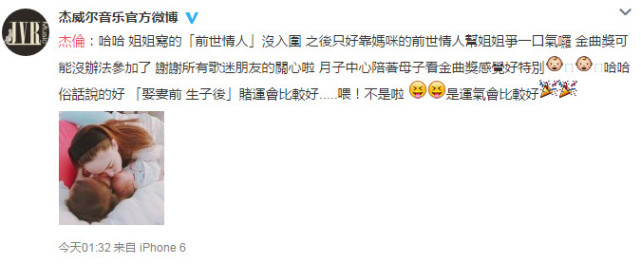 JVR Music
杰威尔音乐官方微博
杰倫：哈哈 姐姐寫的「前世情人」沒入圍 之後只好靠媽咪的前世情人幫姐姐爭一口氣囉 金曲獎可
能沒辦法參加了 謝謝所有歌迷朋友的關心啦 月子中心陪著母子看金曲獎感覺好特別 哈哈
俗話說的好 「娶妻前 生子後」賭運會比較好.....喂！不是啦 是運氣會比較好
今天01:32 来自 iPhone 6